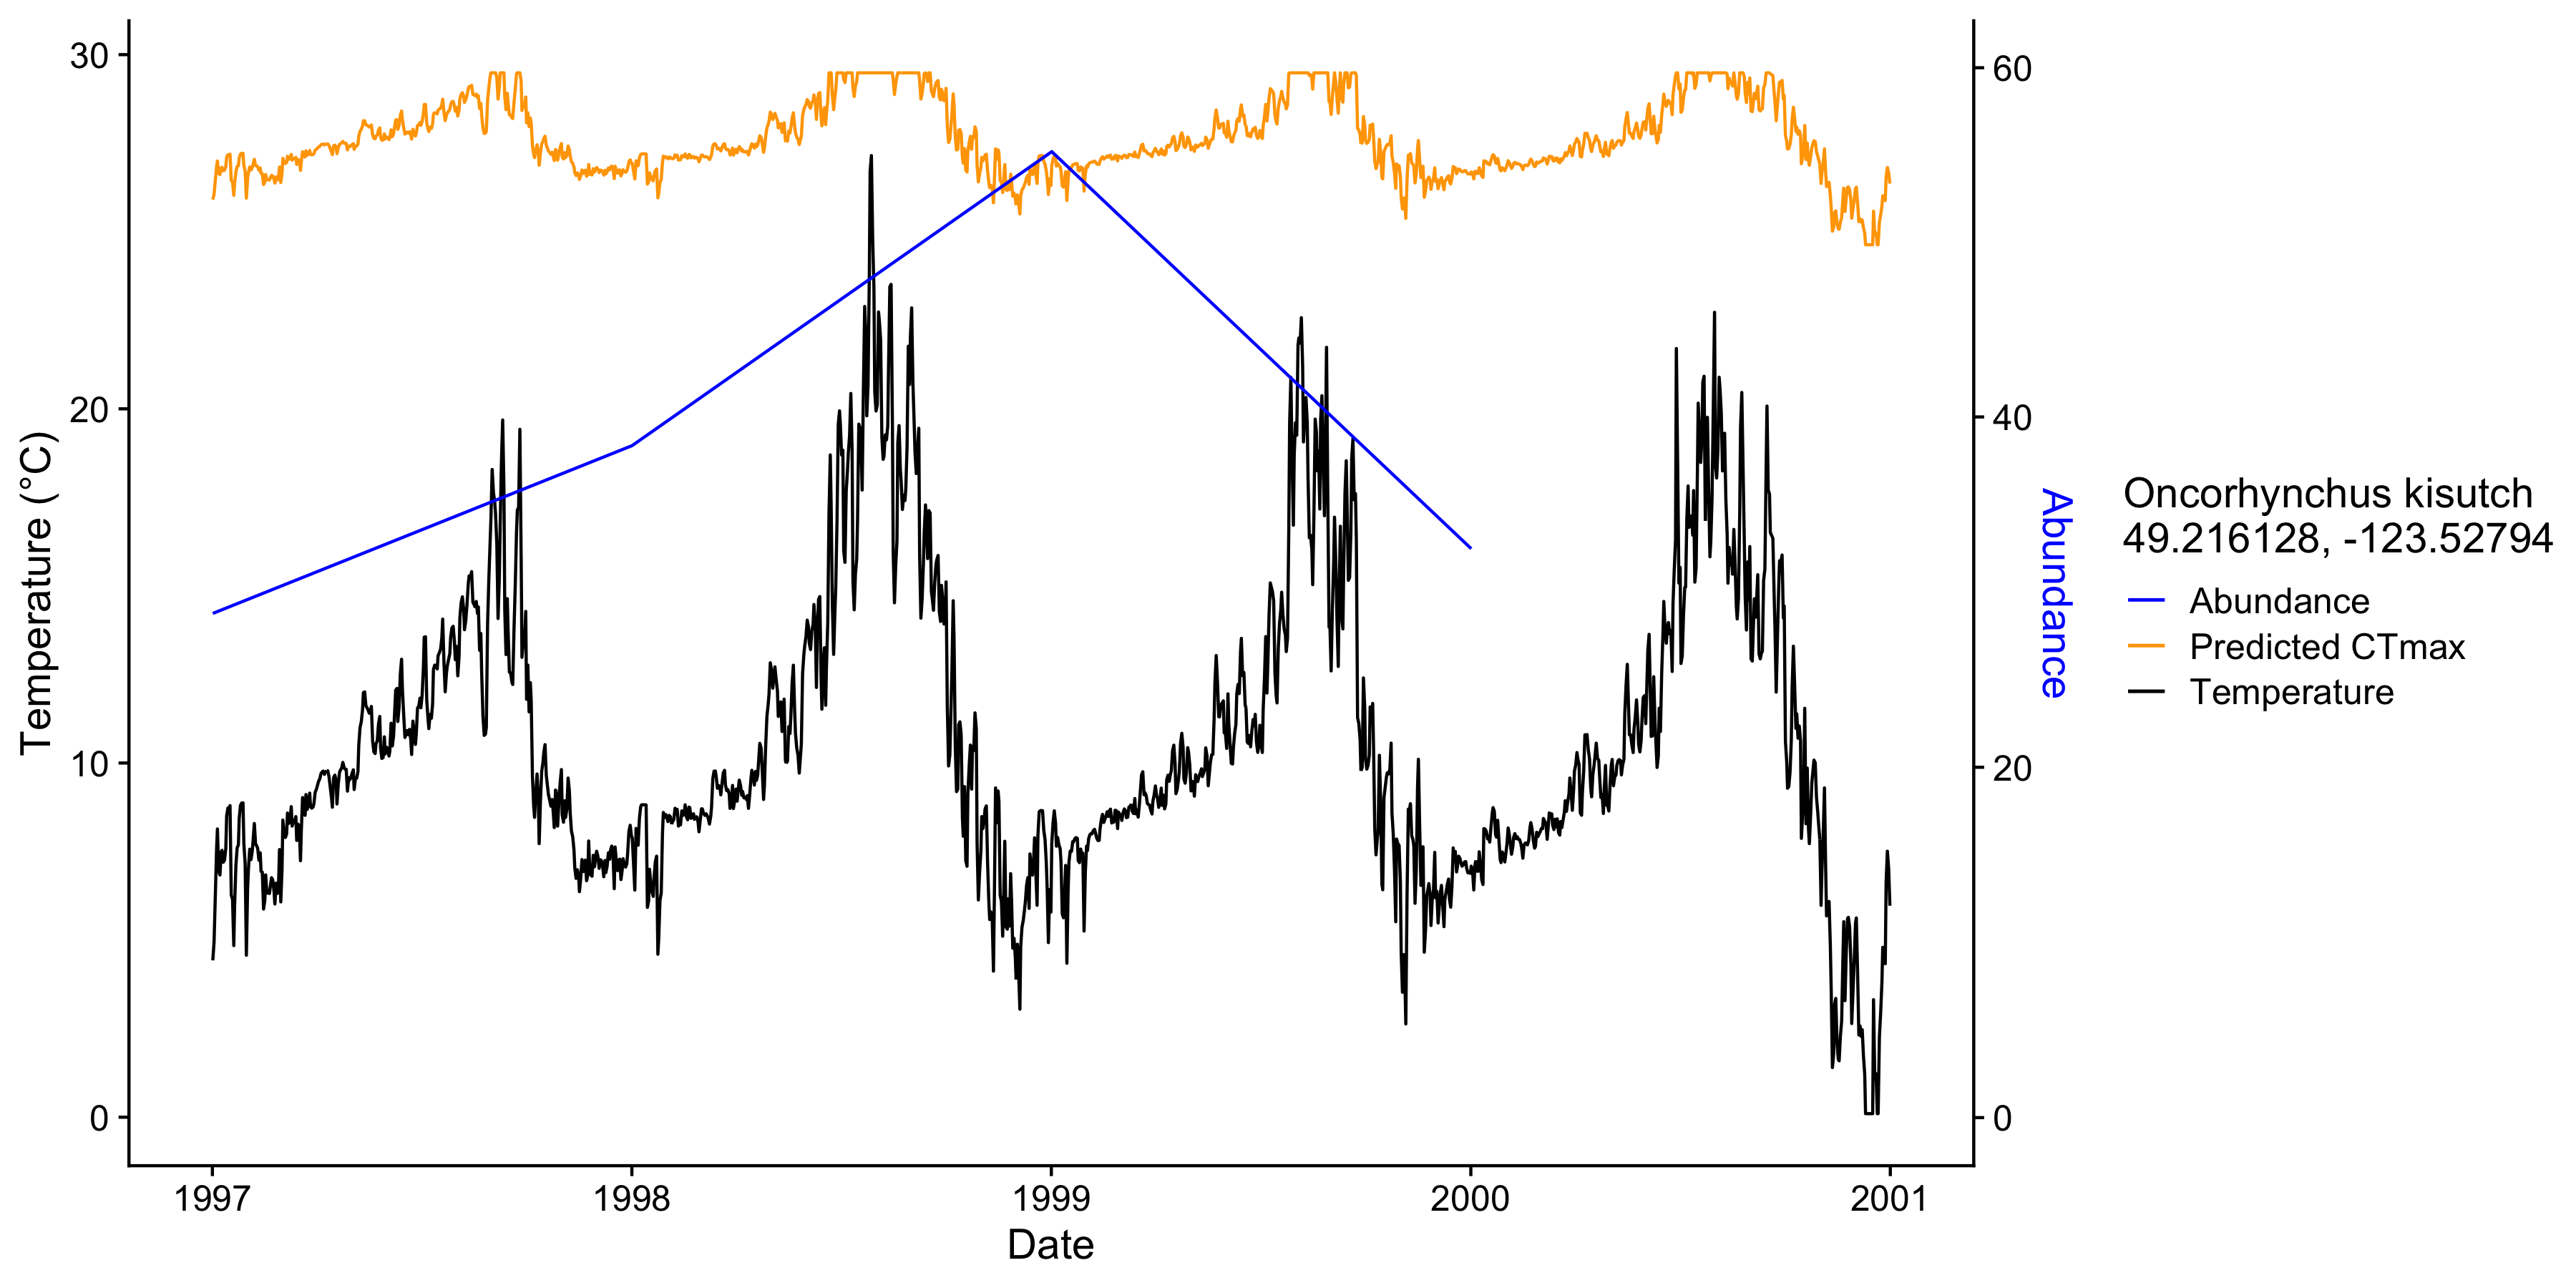 Temperature (°C)
30
20
10
0
1997
1998
1999
2000
2001
Date
60
40
20
0
Abundance
Oncorhynchus kisutch
49.216128, -123.52794
Abundance
Predicted CTmax
Temperature